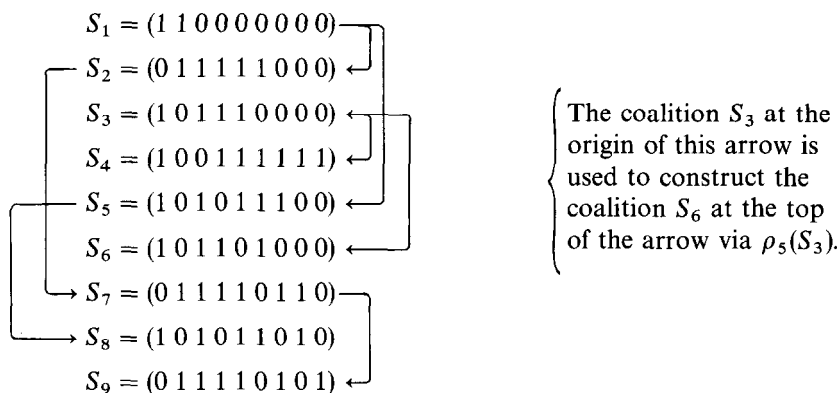 S₁ = (1 1 0 0 0 0 0 0 0)
S₂ = (0 1 1 1 1 1 0 0 0)
S₃ = (1 0 1 1 1 0 0 0 0)
S₄ = (1 0 0 1 1 1 1 1 1)
S₅ = (1 0 1 0 1 1 1 0 0)
S₆ = (1 0 1 1 0 1 0 0 0)
S₇ = (0 1 1 1 1 0 1 1 0)
S₈ = (1 0 1 0 1 1 0 1 0)
S₉ = (0 1 1 1 1 0 1 0 1)
The coalition S₃ at the
origin of this arrow is
used to construct the
coalition S₆ at the top
of the arrow via ρ₅(S₃).